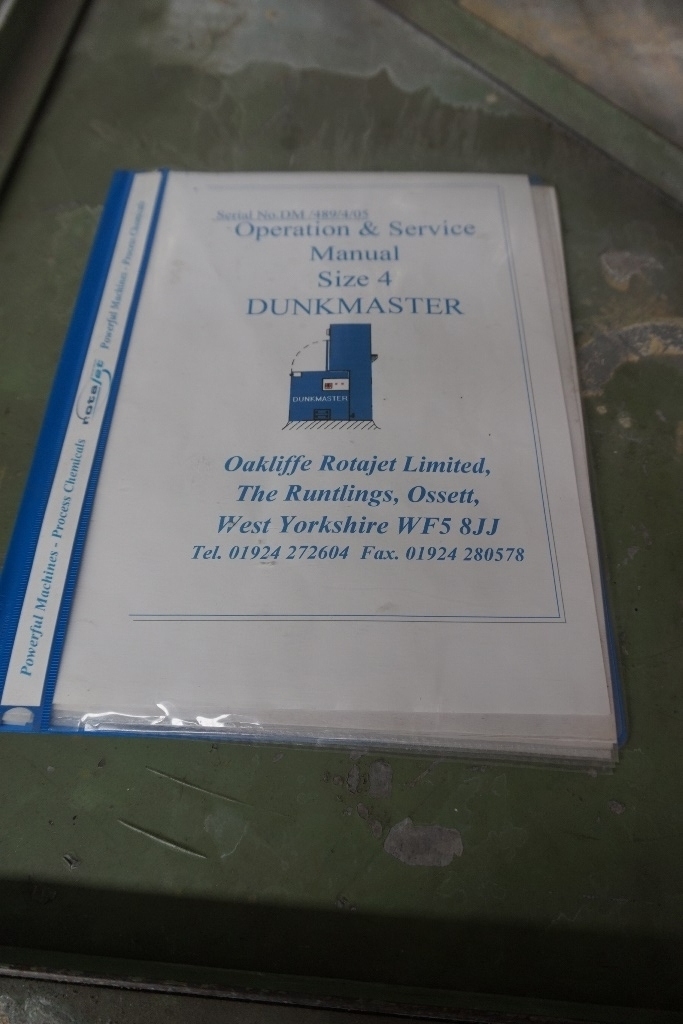 Serial No.DM /489/4/05
Operation & Service
Manual
Size 4
DUNKMASTER
DUNKMASTER
Oakliffe Rotajet Limited,
The Runtlings, Ossett,
West Yorkshire WF5 8JJ
Tel. 01924 272604 Fax. 01924 280578
Powerful Machines - Process Chemicals
rotajet
Powerful Machines - Process Chemicals